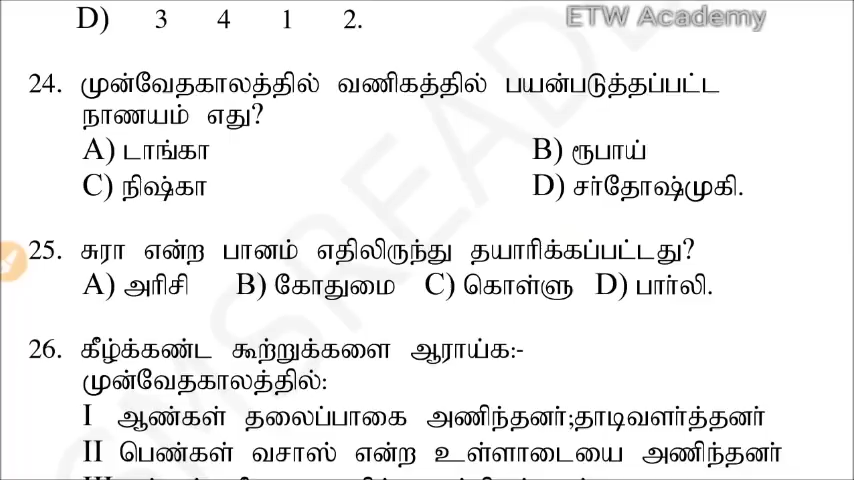 D) 3 4 1 2.
ETW Academy
24. முன்வேதகாலத்தில் வணிகத்தில் பயன்படுத்தப்பட்ட
நாணயம் எது?
A) டாங்கா B) ரூபாய்
C) நிஷ்கா D) சர்தோஷ்முகி.
25. சுரா என்ற பானம் எதிலிருந்து தயாரிக்கப்பட்டது?
A) அரிசி B) கோதுமை C) கொள்ளு D) பார்லி.
26. கீழ்க்கண்ட கூற்றுக்களை ஆராய்க:-
முன்வேதகாலத்தில்:
I ஆண்கள் தலைப்பாகை அணிந்தனர்;தாடிவளர்த்தனர்
II பெண்கள் வசாஸ் என்ற உள்ளாடையை அணிந்தனர்
III